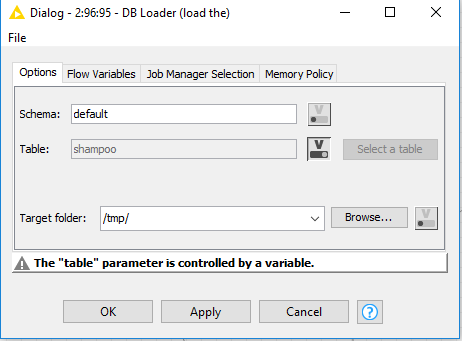 Dialog - 2:96:95 - DB Loader (load the)
File
Options Flow Variables Job Manager Selection Memory Policy
Schema: default V
Table: shampoo V Select a table
Target folder: /tmp/ Browse... V
The "table" parameter is controlled by a variable.
OK Apply Cancel ?